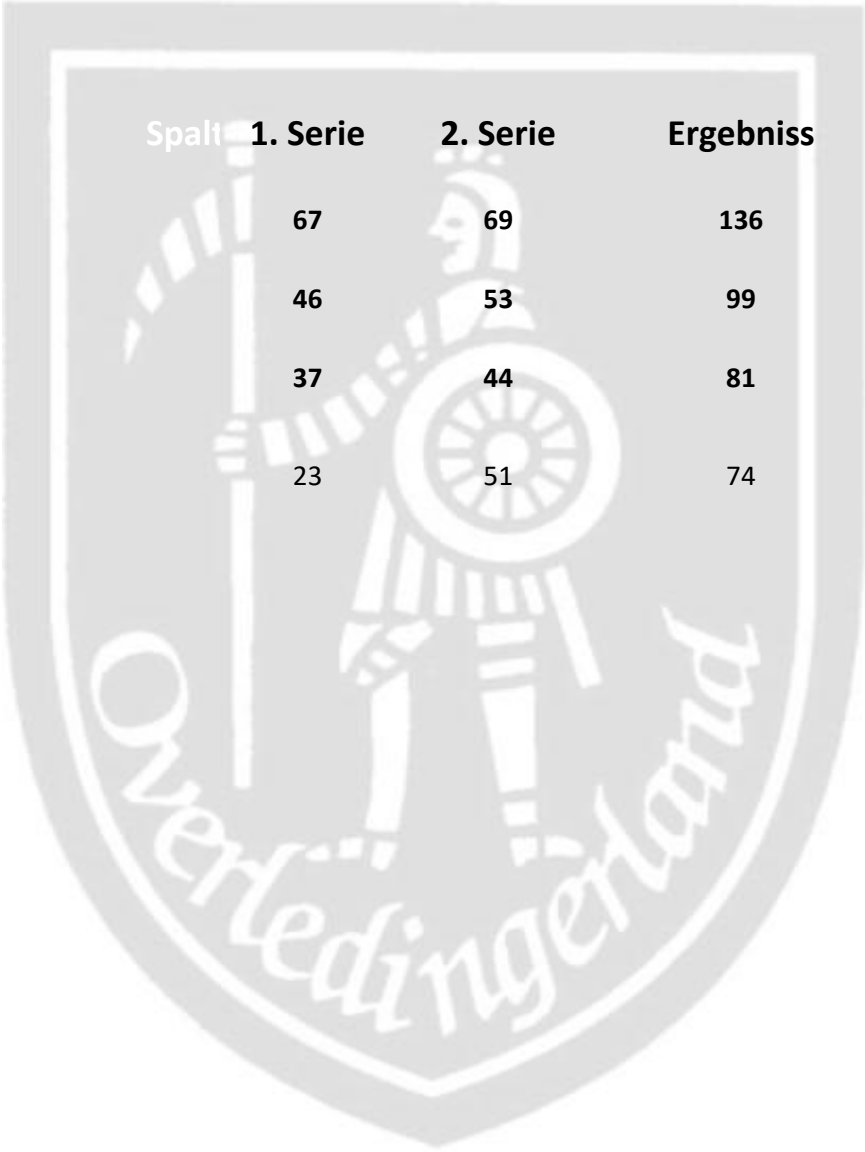 Spalt 1. Serie 2. Serie Ergebniss
67 69 136
46 53 99
37 44 81
23 51 74
Overledingerland